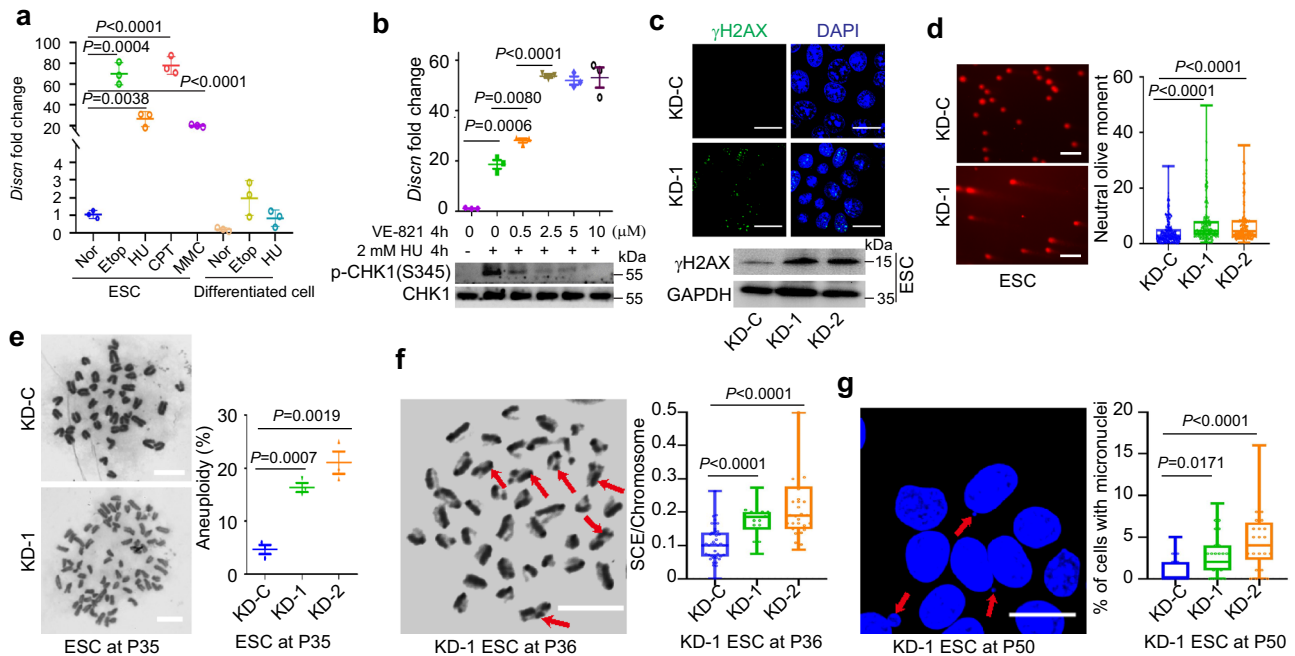 a
Discn fold change
100
80
60
40
20
4
3
2
1
0
P<0.0001
P=0.0004
P<0.0001
P=0.0038
Nor
Etop
HU
CPT
MMC
Nor
Etop
HU
ESC
Differentiated cell
b
Discn fold change
60
40
20
0
P<0.0001
P=0.0080
P=0.0006
VE-821 4h 0 0 0.5 2.5 5 10 (μM)
2 mM HU 4h - + + + + +
kDa
p-CHK1(S345) 55
CHK1 55
c
γH2AX DAPI
KD-C
KD-1
kDa
γH2AX 15
GAPDH 35
ESC
KD-C
KD-1
KD-2
d
KD-C
KD-1
ESC
Neutral olive monent
60
40
20
0
P<0.0001
P<0.0001
KD-C
KD-1
KD-2
e
KD-C
KD-1
ESC at P35
Aneuploidy (%)
30
20
10
0
P=0.0019
P=0.0007
KD-C
KD-1
KD-2
ESC at P35
f
KD-1 ESC at P36
SCE/Chromosome
0.5
0.4
0.3
0.2
0.1
0
P<0.0001
P<0.0001
KD-C
KD-1
KD-2
KD-1 ESC at P36
g
KD-1 ESC at P50
% of cells with micronuclei
20
15
10
5
0
P<0.0001
P=0.0171
KD-C
KD-1
KD-2
KD-1 ESC at P50